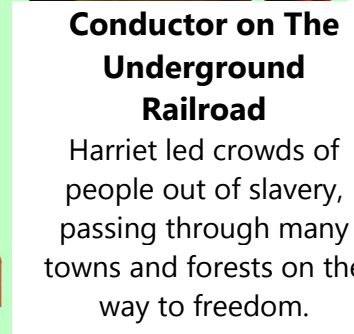 Conductor on The
Underground
Railroad
Harriet led crowds of
people out of slavery,
passing through many
towns and forests on the
way to freedom.